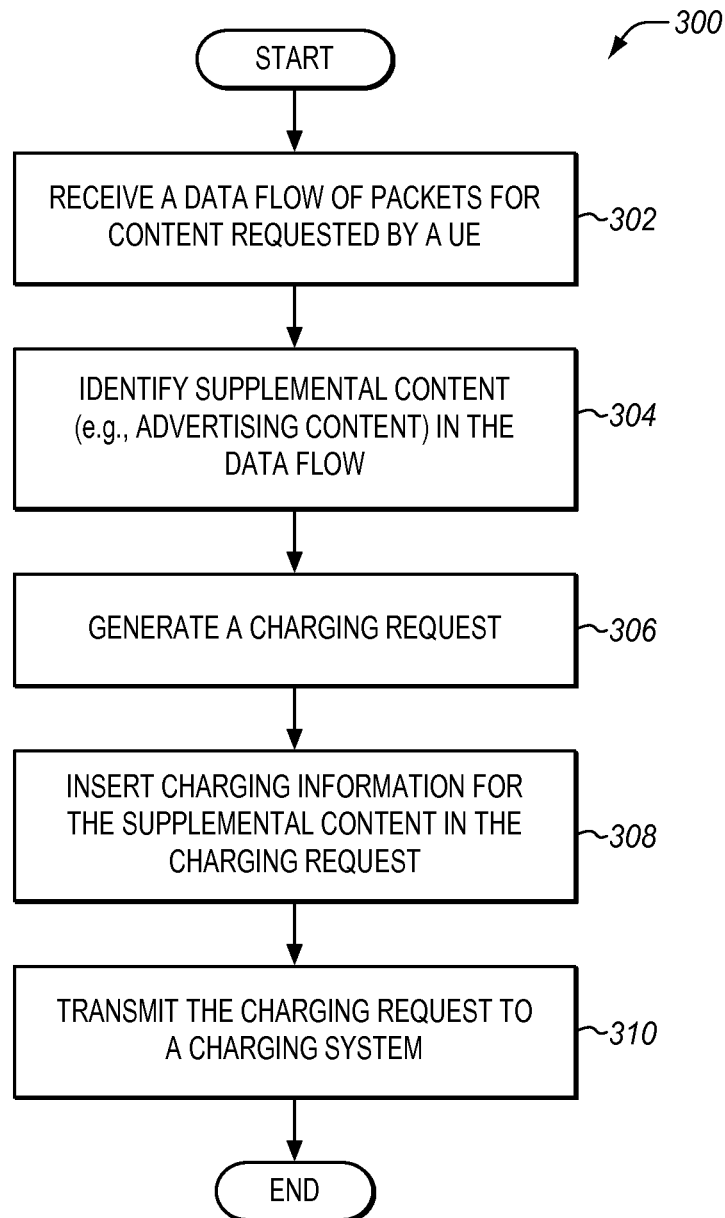 300
START
RECEIVE A DATA FLOW OF PACKETS FOR
CONTENT REQUESTED BY A UE
302
IDENTIFY SUPPLEMENTAL CONTENT
(e.g., ADVERTISING CONTENT) IN THE
DATA FLOW
304
GENERATE A CHARGING REQUEST
306
INSERT CHARGING INFORMATION FOR
THE SUPPLEMENTAL CONTENT IN THE
CHARGING REQUEST
308
TRANSMIT THE CHARGING REQUEST TO
A CHARGING SYSTEM
310
END